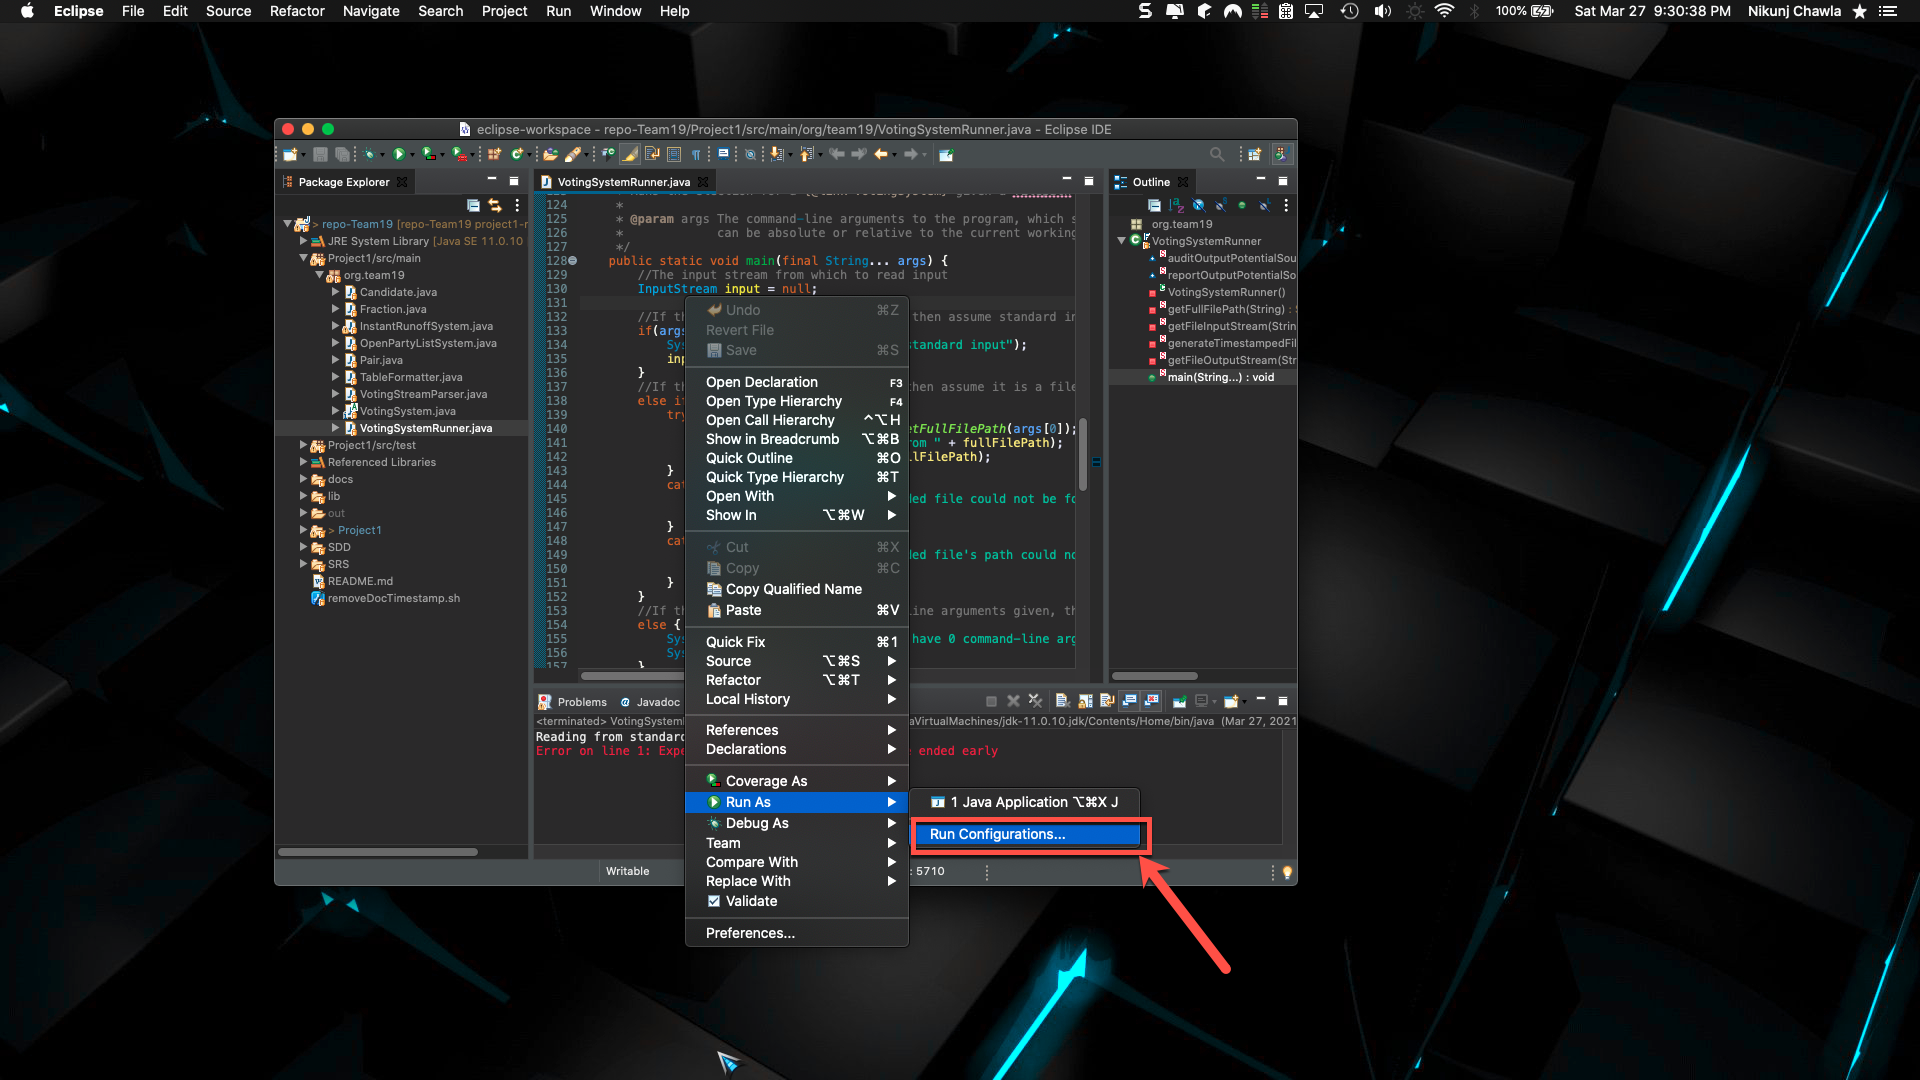 Eclipse File Edit Source Refactor Navigate Search Project Run Window Help 100% Sat Mar 27 9:30:38 PM Nikunj Chawla
eclipse-workspace - repo-Team19/Project1/src/main/org/team19/VotingSystemRunner.java - Eclipse IDE
Package Explorer
> repo-Team19 [repo-Team19 project1-r
JRE System Library [Java SE 11.0.10
Project1/src/main
org.team19
Candidate.java
Fraction.java
InstantRunoffSystem.java
OpenPartyListSystem.java
Pair.java
TableFormatter.java
VotingStreamParser.java
VotingSystem.java
VotingSystemRunner.java
Project1/src/test
Referenced Libraries
docs
lib
out
> Project1
SDD
SRS
README.md
removeDocTimestamp.sh
VotingSystemRunner.java
124 *
125 * @param args The command-line arguments to the program, which s
126 * can be absolute or relative to the current working
127 */
128 public static void main(final String... args) {
129 //The input stream from which to read input
130 InputStream input = null;
131
132 //If th then assume standard in
133 if(args
134 Sys standard input");
135 inp
136 }
137 //If th then assume it is a file
138 else if
139 try
140 etFullFilePath(args[0]);
141 rom " + fullFilePath);
142 llFilePath);
143 }
144 cat
145 ded file could not be fo
146
147 }
148 cat
149 ded file's path could no
150
151 }
152 }
153 //If th line arguments given, th
154 else {
155 Sys have 0 command-line arg
156 Sys
157 }
Undo ⌘Z
Revert File
Save ⌘S
Open Declaration F3
Open Type Hierarchy F4
Open Call Hierarchy ^⌥H
Show in Breadcrumb ⌥⌘B
Quick Outline ⌘O
Quick Type Hierarchy ⌘T
Open With
Show In ⌥⌘W
Cut ⌘X
Copy ⌘C
Copy Qualified Name
Paste ⌘V
Quick Fix ⌘1
Source ⌥⌘S
Refactor ⌥⌘T
Local History
References
Declarations
Coverage As
Run As
Debug As
Team
Compare With
Replace With
Validate
Preferences...
1 Java Application ⌥⌘X J
Run Configurations...
Outline
org.team19
VotingSystemRunner
auditOutputPotentialSou
reportOutputPotentialSo
VotingSystemRunner()
getFullFilePath(String) : S
getFileInputStream(Strin
generateTimestampedFil
getFileOutputStream(Str
main(String...) : void
Problems @ Javadoc
<terminated> VotingSystem aVirtualMachines/jdk-11.0.10.jdk/Contents/Home/bin/java (Mar 27, 2021
Reading from standard
Error on line 1: Expe e ended early
Writable : 5710